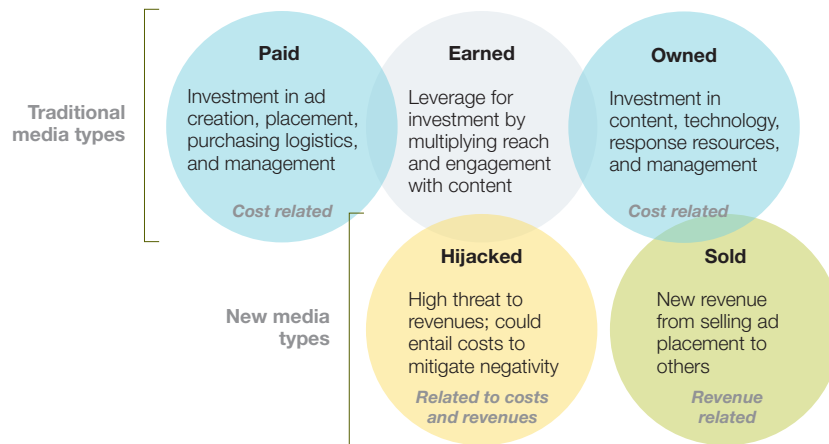 Traditional
media types
Paid
Investment in ad
creation, placement,
purchasing logistics,
and management
Cost related
Earned
Leverage for
investment by
multiplying reach
and engagement
with content
Owned
Investment in
content, technology,
response resources,
and management
Cost related
New media
types
Hijacked
High threat to
revenues; could
entail costs to
mitigate negativity
Related to costs
and revenues
Sold
New revenue
from selling ad
placement to
others
Revenue
related